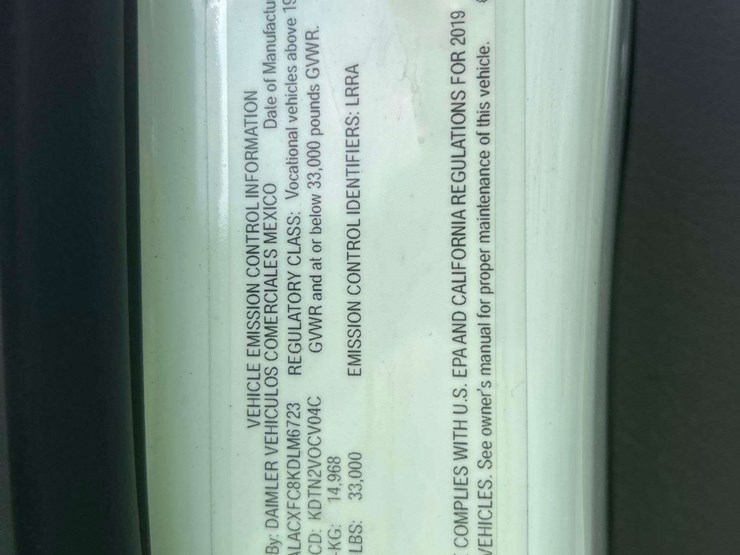 VEHICLE EMISSION CONTROL INFORMATION
By: DAIMLER VEHICULOS COMERCIALES MEXICO Date of Manufactu
ALACXFC8KDLM6723 REGULATORY CLASS: Vocational vehicles above 19
CD: KDTN2VOCV04C GVWR and at or below 33,000 pounds GVWR.
-KG: 14,968
LBS: 33,000 EMISSION CONTROL IDENTIFIERS: LRRA
COMPLIES WITH U.S. EPA AND CALIFORNIA REGULATIONS FOR 2019
VEHICLES. See owner's manual for proper maintenance of this vehicle.